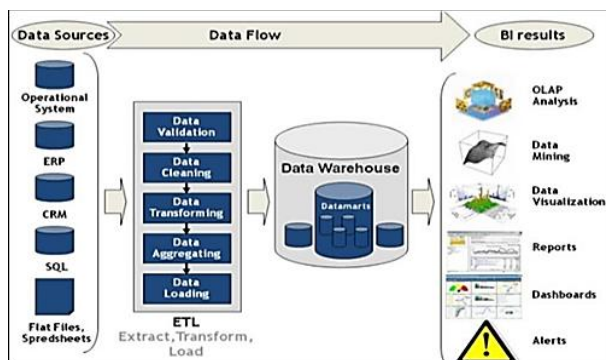 Data Sources
Data Flow
BI results
Operational
System
ERP
CRM
SQL
Flat Files,
Spredsheets
Data
Validation
Data
Cleaning
Data
Transforming
Data
Aggregating
Data
Loading
ETL
Extract,Transform,
Load
Data Warehouse
Datamarts
OLAP
Analysis
Data
Mining
Data
Visualization
Reports
Dashboards
Alerts